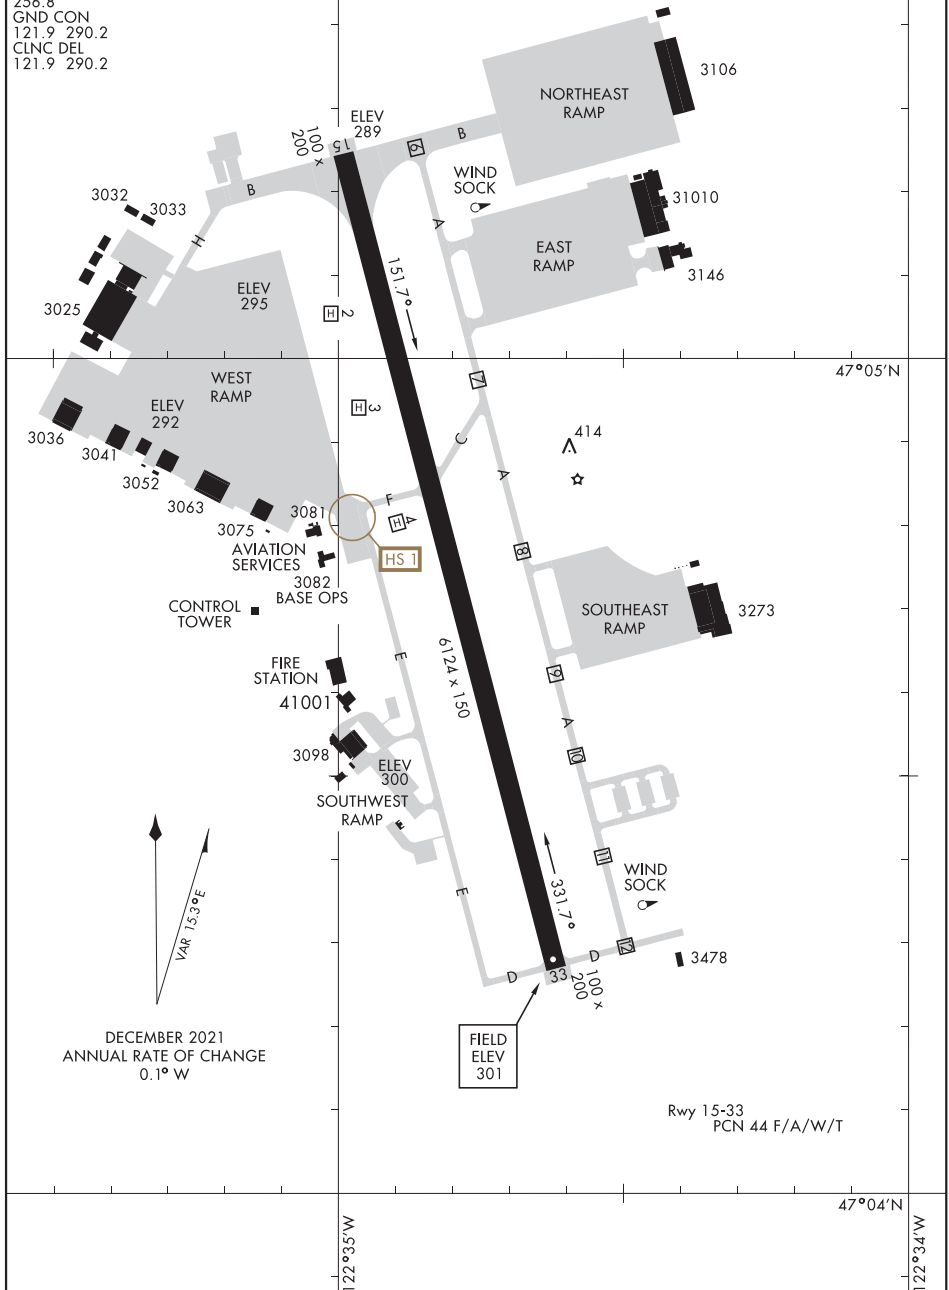 256.8
GND CON
121.9 290.2
CLNC DEL
121.9 290.2
3106
NORTHEAST
RAMP
ELEV
289
100 x
200
15
6
B
B
WIND
SOCK
A
31010
3032
3033
H
EAST
RAMP
3146
ELEV
295
151.7°
3025
H 2
47°05'N
WEST
RAMP
7
ELEV
292
H 3
3036
3041
C
414
3052
A
3063
F
3081
H 4
3075
AVIATION
SERVICES
HS 1
8
3082
BASE OPS
CONTROL
TOWER
SOUTHEAST
RAMP
3273
E
6124 x 150
FIRE
STATION
9
41001
A
3098
10
ELEV
300
SOUTHWEST
RAMP
11
WIND
SOCK
331.7°
E
VAR 15.3°E
12
D
D
33
100 x
200
3478
FIELD
ELEV
301
DECEMBER 2021
ANNUAL RATE OF CHANGE
0.1° W
Rwy 15-33
PCN 44 F/A/W/T
47°04'N
122°35'W
122°34'W